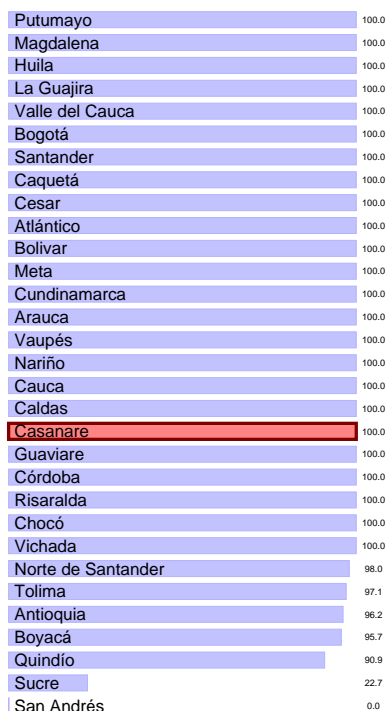 Putumayo 100.0
Magdalena 100.0
Huila 100.0
La Guajira 100.0
Valle del Cauca 100.0
Bogotá 100.0
Santander 100.0
Caquetá 100.0
Cesar 100.0
Atlántico 100.0
Bolivar 100.0
Meta 100.0
Cundinamarca 100.0
Arauca 100.0
Vaupés 100.0
Nariño 100.0
Cauca 100.0
Caldas 100.0
Casanare 100.0
Guaviare 100.0
Córdoba 100.0
Risaralda 100.0
Chocó 100.0
Vichada 100.0
Norte de Santander 98.0
Tolima 97.1
Antioquia 96.2
Boyacá 95.7
Quindío 90.9
Sucre 22.7
San Andrés 0.0